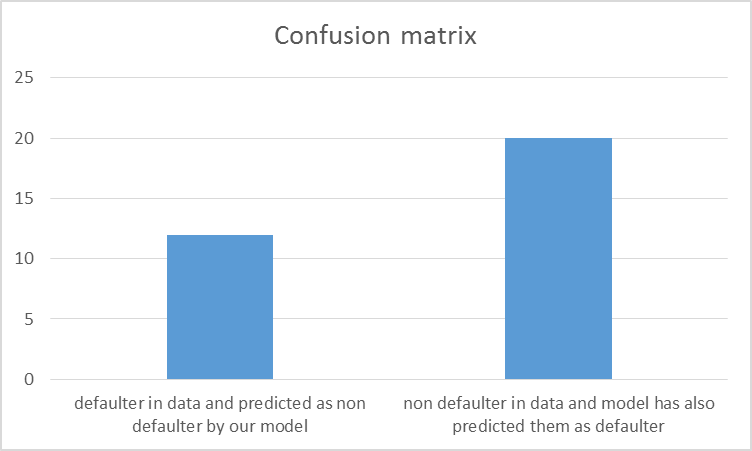 Confusion matrix
25
20
15
10
5
0
defaulter in data and predicted as non
defaulter by our model
non defaulter in data and model has also
predicted them as defaulter